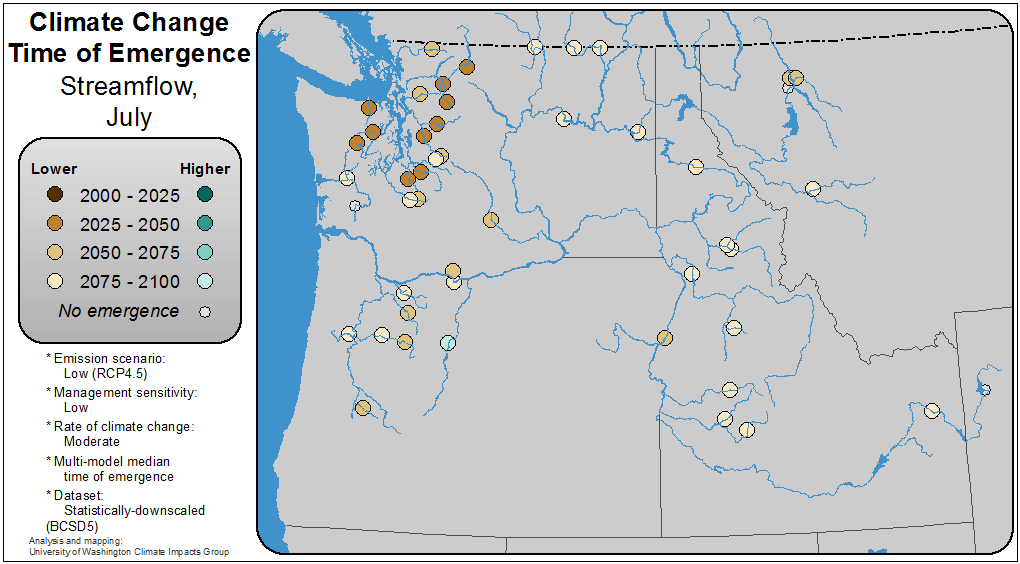 Climate Change
Time of Emergence
Streamflow,
July
Lower Higher
2000 - 2025
2025 - 2050
2050 - 2075
2075 - 2100
No emergence
* Emission scenario:
Low (RCP4.5)
* Management sensitivity:
Low
* Rate of climate change:
Moderate
* Multi-model median
time of emergence
* Dataset:
Statistically-downscaled
(BCSD5)
Analysis and mapping:
University of Washington Climate Impacts Group